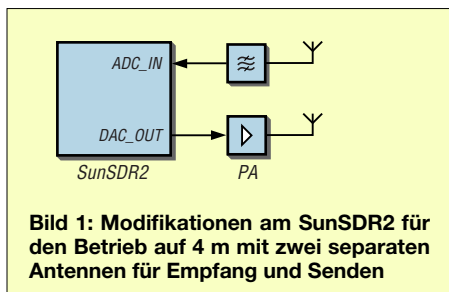 ADC_IN
DAC_OUT
SunSDR2
PA
Bild 1: Modifikationen am SunSDR2 für
den Betrieb auf 4 m mit zwei separaten
Antennen für Empfang und Senden